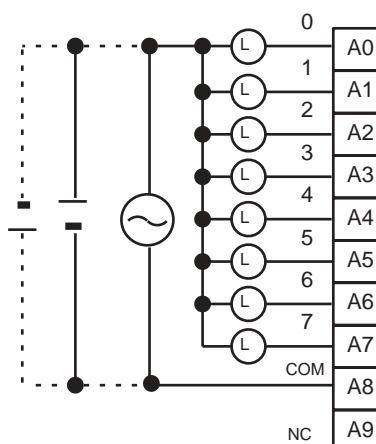 0
L A0
1
L A1
2
L A2
3
L A3
4
L A4
5
L A5
6
L A6
7
L A7
COM A8
NC A9